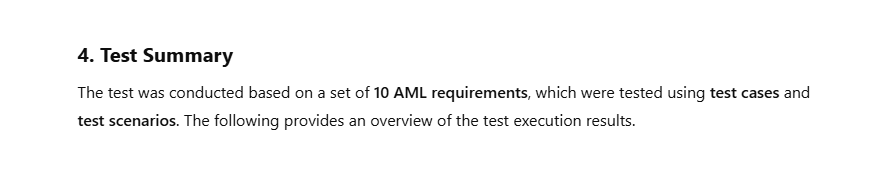 4. Test Summary
The test was conducted based on a set of 10 AML requirements, which were tested using test cases and
test scenarios. The following provides an overview of the test execution results.